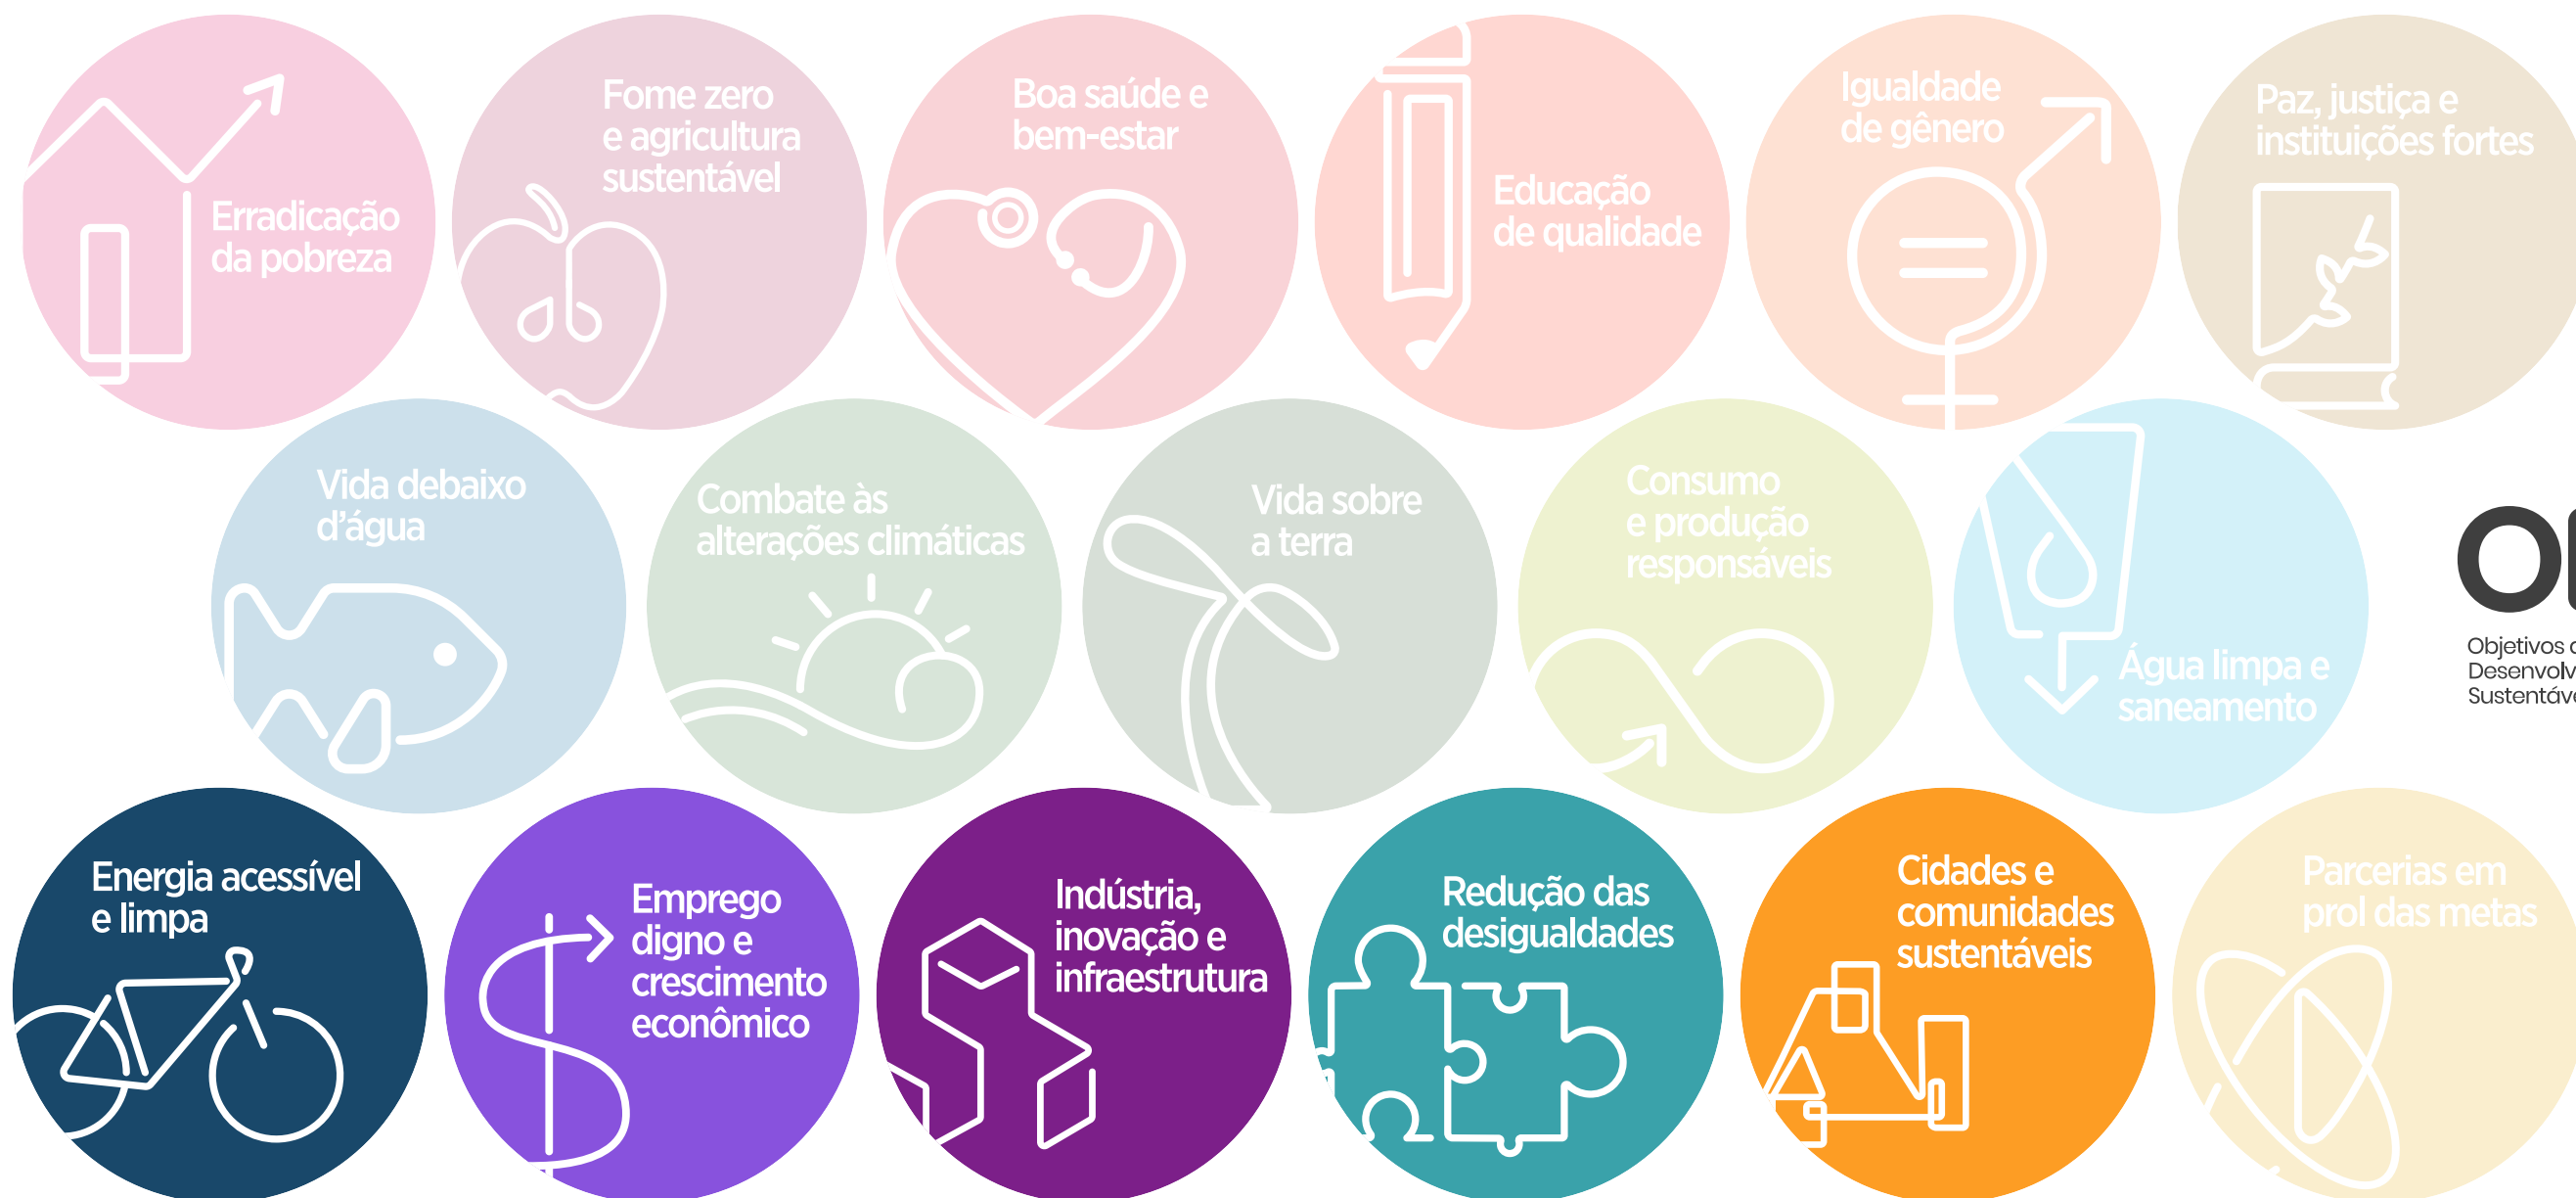 Erradicação
da pobreza
Fome zero
e agricultura
sustentável
Boa saúde e
bem-estar
Educação
de qualidade
Igualdade
de gênero
Paz, justiça e
instituições fortes
Vida debaixo
d'água
Combate às
alterações climáticas
Vida sobre
a terra
Consumo
e produção
responsáveis
Água limpa e
saneamento
Objetivos
Energia acessível
e limpa
Emprego
digno e
crescimento
econômico
Indústria,
inovação e
infraestrutura
Redução das
desigualdades
Cidades e
comunidades
sustentáveis
Parcerias em
prol das metas